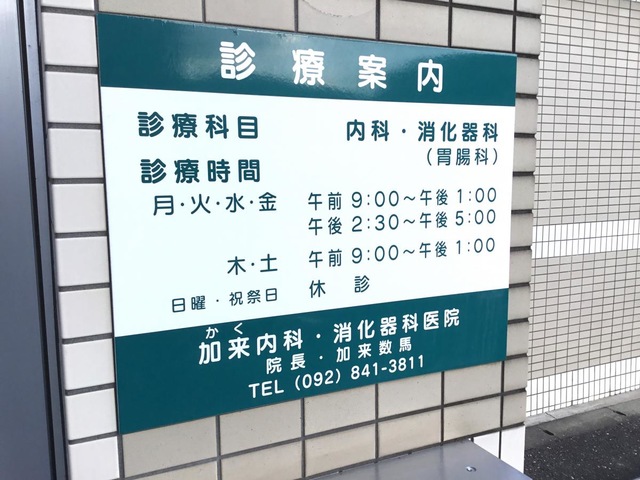 診療案内
診療科目 内科・消化器科
(胃腸科)
診療時間
月・火・水・金 午前 9:00～午後 1:00
午後 2:30～午後 5:00
木・土 午前 9:00～午後 1:00
日曜・祝祭日 休診
かく
加来内科・消化器科医院
院長・加来数馬
TEL (092) 841-3811